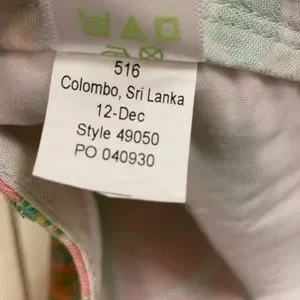 516
Colombo, Sri Lanka
12-Dec
Style 49050
PO 040930